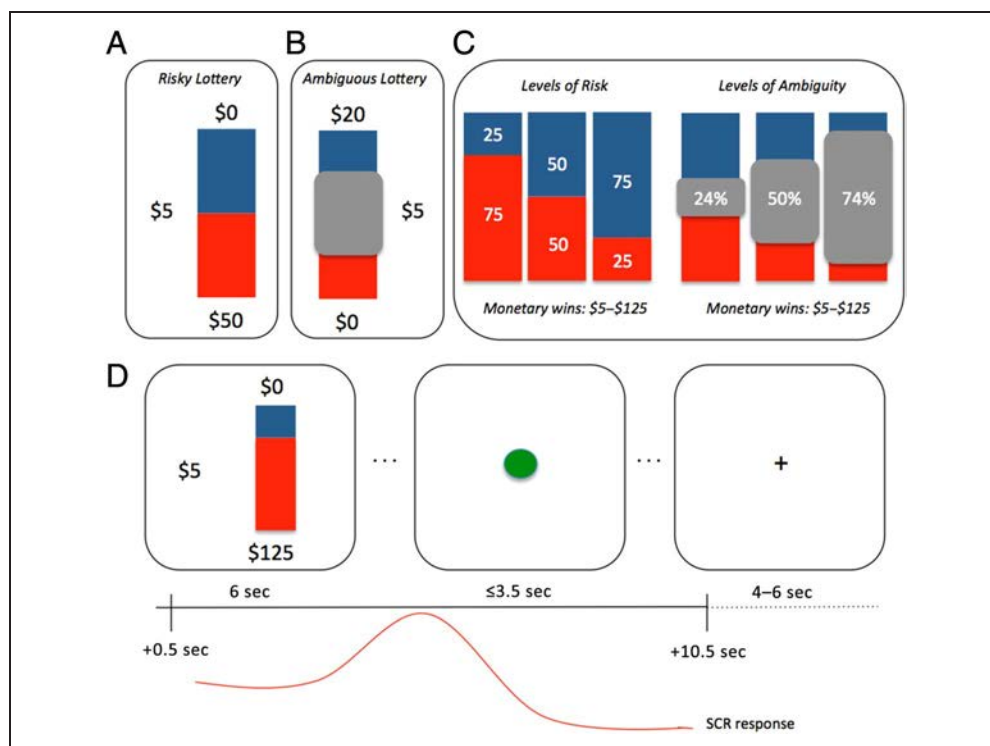 A
Risky Lottery
$0
$5
$50
B
Ambiguous Lottery
$20
$5
$0
C
Levels of Risk
25
75
50
50
75
25
Monetary wins: $5–$125
Levels of Ambiguity
24%
50%
74%
Monetary wins: $5–$125
D
$0
$5
$125
...
...
+
6 sec
≤3.5 sec
4–6 sec
+0.5 sec
+10.5 sec
SCR response